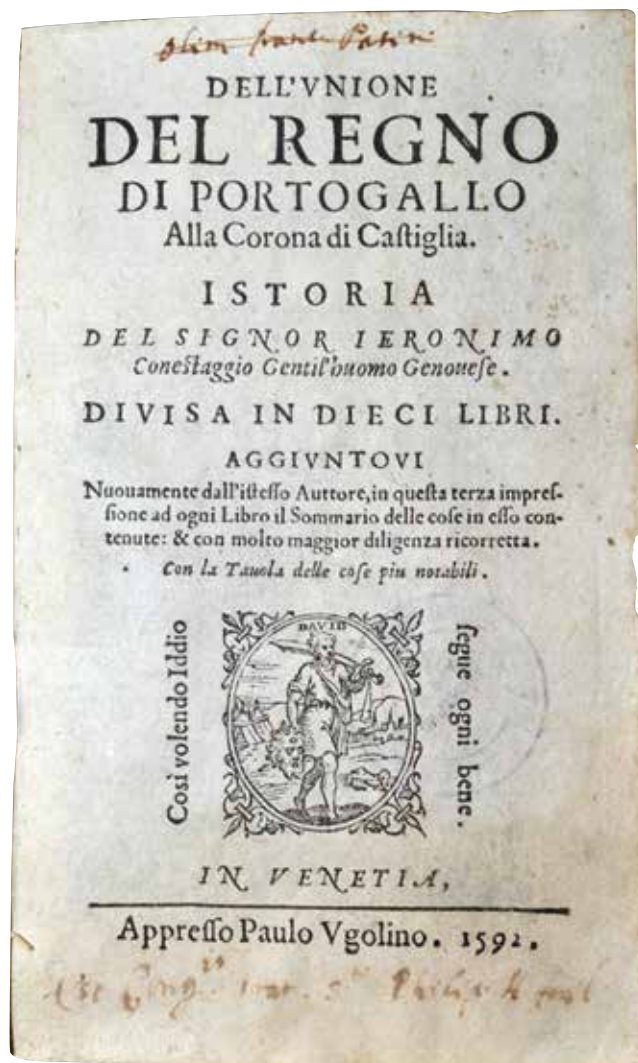 olim
DELL'VNIONE
DEL REGNO
DI PORTOGALLO
Alla Corona di Caſtiglia.
ISTORIA
DEL SIGNOR IERONIMO
Coneſtaggio Gentil'huomo Genoueſe.
DIVISA IN DIECI LIBRI.
AGGIVNTOVI
Nuouamente dall'iſteſſo Auttore, in queſta terza impreſ-
ſione ad ogni Libro il Sommario delle coſe in eſſo con-
tenute: & con molto maggior diligenza ricorretta.
Con la Tauola delle coſe piu notabili.
Così volendo Iddio
DAVID
ſegue ogni bene.
IN VENETIA,
Appreſſo Paulo Vgolino. 1592.